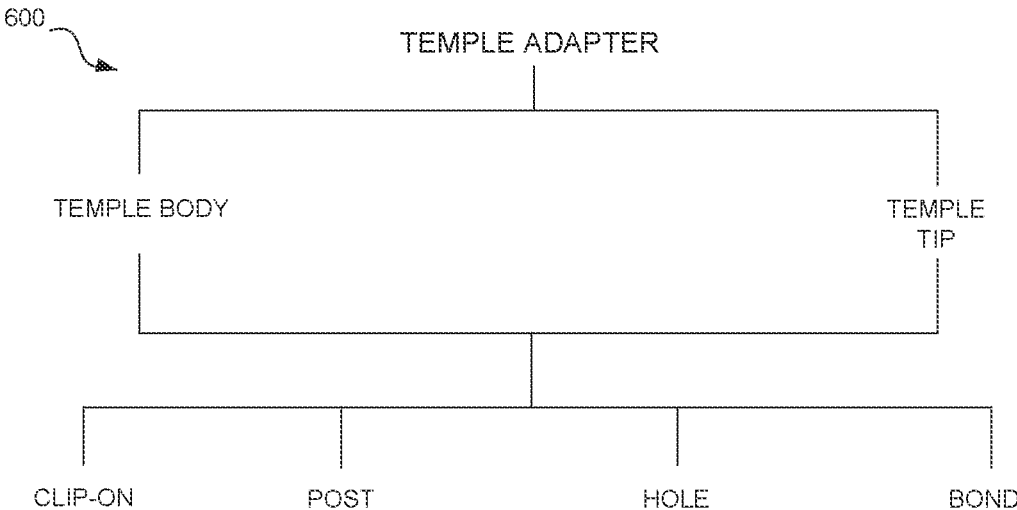 600
TEMPLE ADAPTER
TEMPLE BODY
TEMPLE
TIP
CLIP-ON POST HOLE BOND